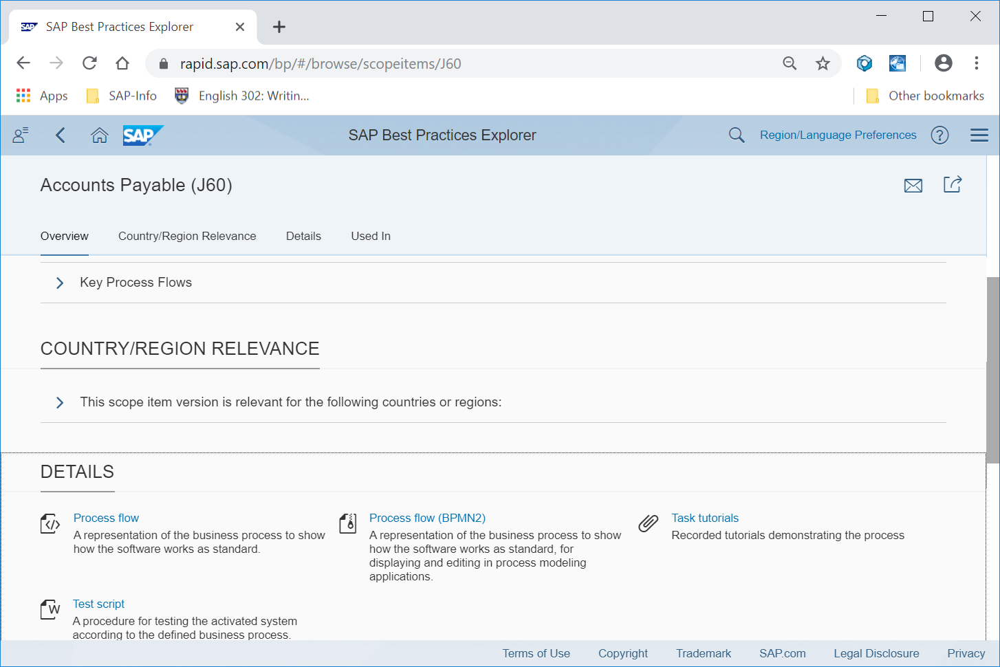 SAP SAP Best Practices Explorer
rapid.sap.com/bp/#/browse/scopeitems/J60
Apps SAP-Info English 302: Writin... Other bookmarks
SAP SAP Best Practices Explorer Region/Language Preferences ?
Accounts Payable (J60)
Overview Country/Region Relevance Details Used In
Key Process Flows
COUNTRY/REGION RELEVANCE
This scope item version is relevant for the following countries or regions:
DETAILS
Process flow
A representation of the business process to show
how the software works as standard.
Process flow (BPMN2)
A representation of the business process to show
how the software works as standard, for
displaying and editing in process modeling
applications.
Task tutorials
Recorded tutorials demonstrating the process
W
Test script
A procedure for testing the activated system
according to the defined business process.
Terms of Use Copyright Trademark SAP.com Legal Disclosure Privacy